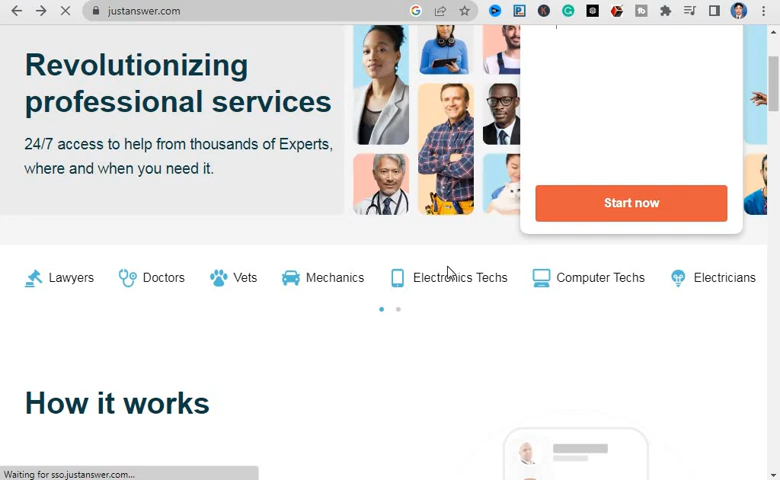 justanswer.com
Revolutionizing
professional services
24/7 access to help from thousands of Experts,
where and when you need it.
Start now
Lawyers
Doctors
Vets
Mechanics
Electronics Techs
Computer Techs
Electricians
How it works
Waiting for sso.justanswer.com...